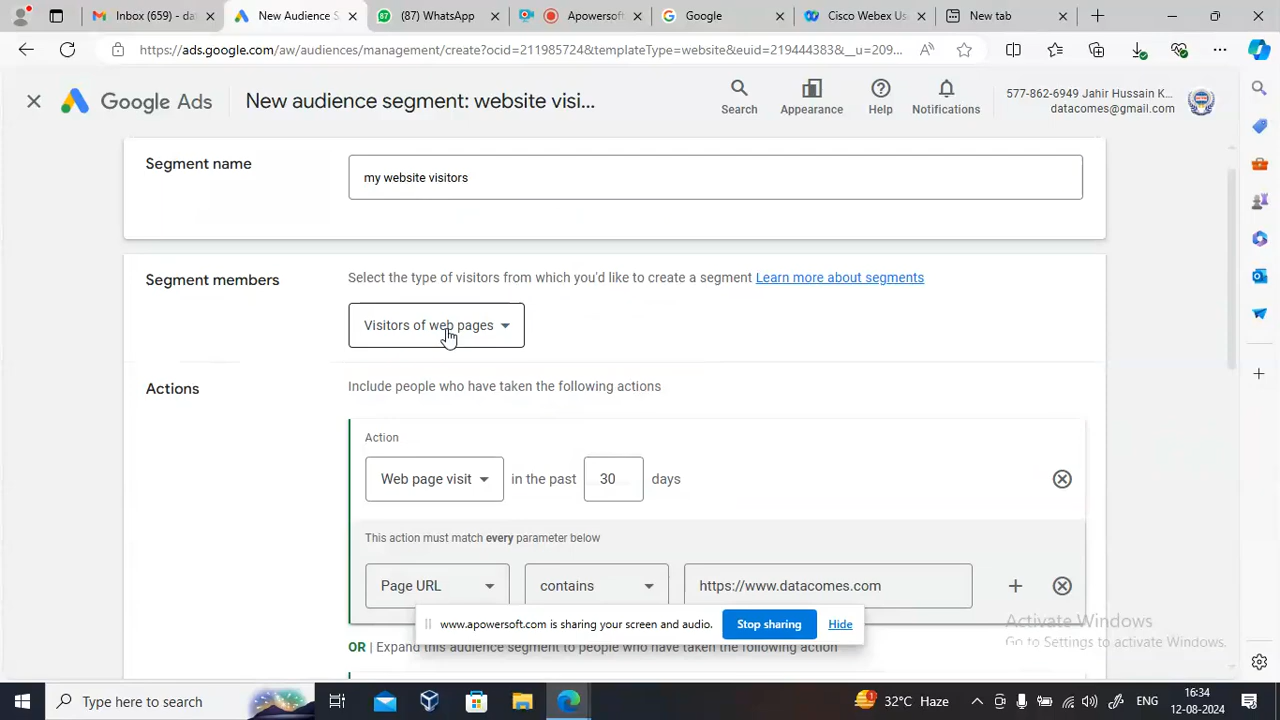 Inbox (659) - dat
New Audience S
(87) WhatsApp
Apowersoft.c
Google
Cisco Webex Us
New tab
https://ads.google.com/aw/audiences/management/create?ocid=211985724&templateType=website&euid=219444383&__u=209...
Google Ads
New audience segment: website visi...
Search
Appearance
Help
Notifications
577-862-6949 Jahir Hussain K...
datacomes@gmail.com
Segment name
my website visitors
Segment members
Select the type of visitors from which you'd like to create a segment Learn more about segments
Visitors of web pages
Actions
Include people who have taken the following actions
Action
Web page visit in the past 30 days
This action must match every parameter below
Page URL contains https://www.datacomes.com
www.apowersoft.com is sharing your screen and audio. Stop sharing Hide
Activate Windows
Go to Settings to activate Windows.
OR | Expand this audience segment to people who have taken the following action
Type here to search
32°C Haze
ENG
16:34
12-08-2024